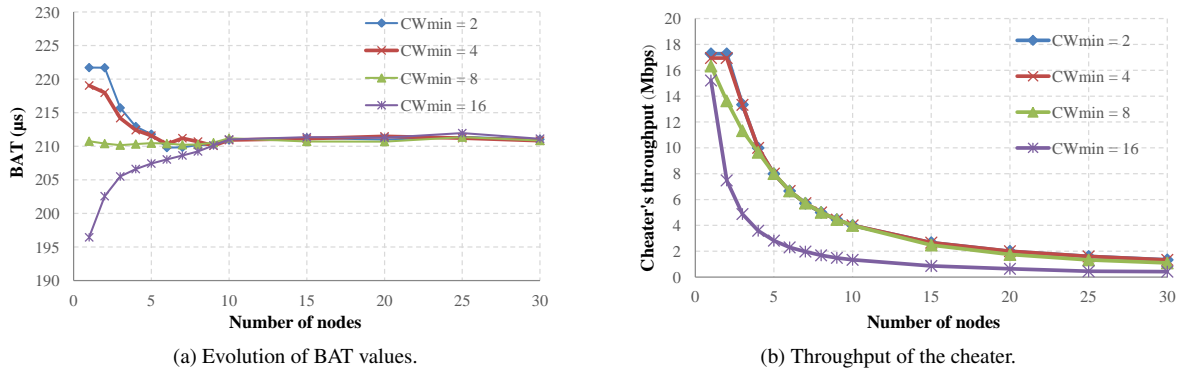 230
225
220
215
210
205
200
195
190
BAT (µs)
CWmin = 2
CWmin = 4
CWmin = 8
CWmin = 16
0 5 10 15 20 25 30
Number of nodes
(a) Evolution of BAT values.
20
18
16
14
12
10
8
6
4
2
0
Cheater's throughput (Mbps)
CWmin = 2
CWmin = 4
CWmin = 8
CWmin = 16
0 5 10 15 20 25 30
Number of nodes
(b) Throughput of the cheater.